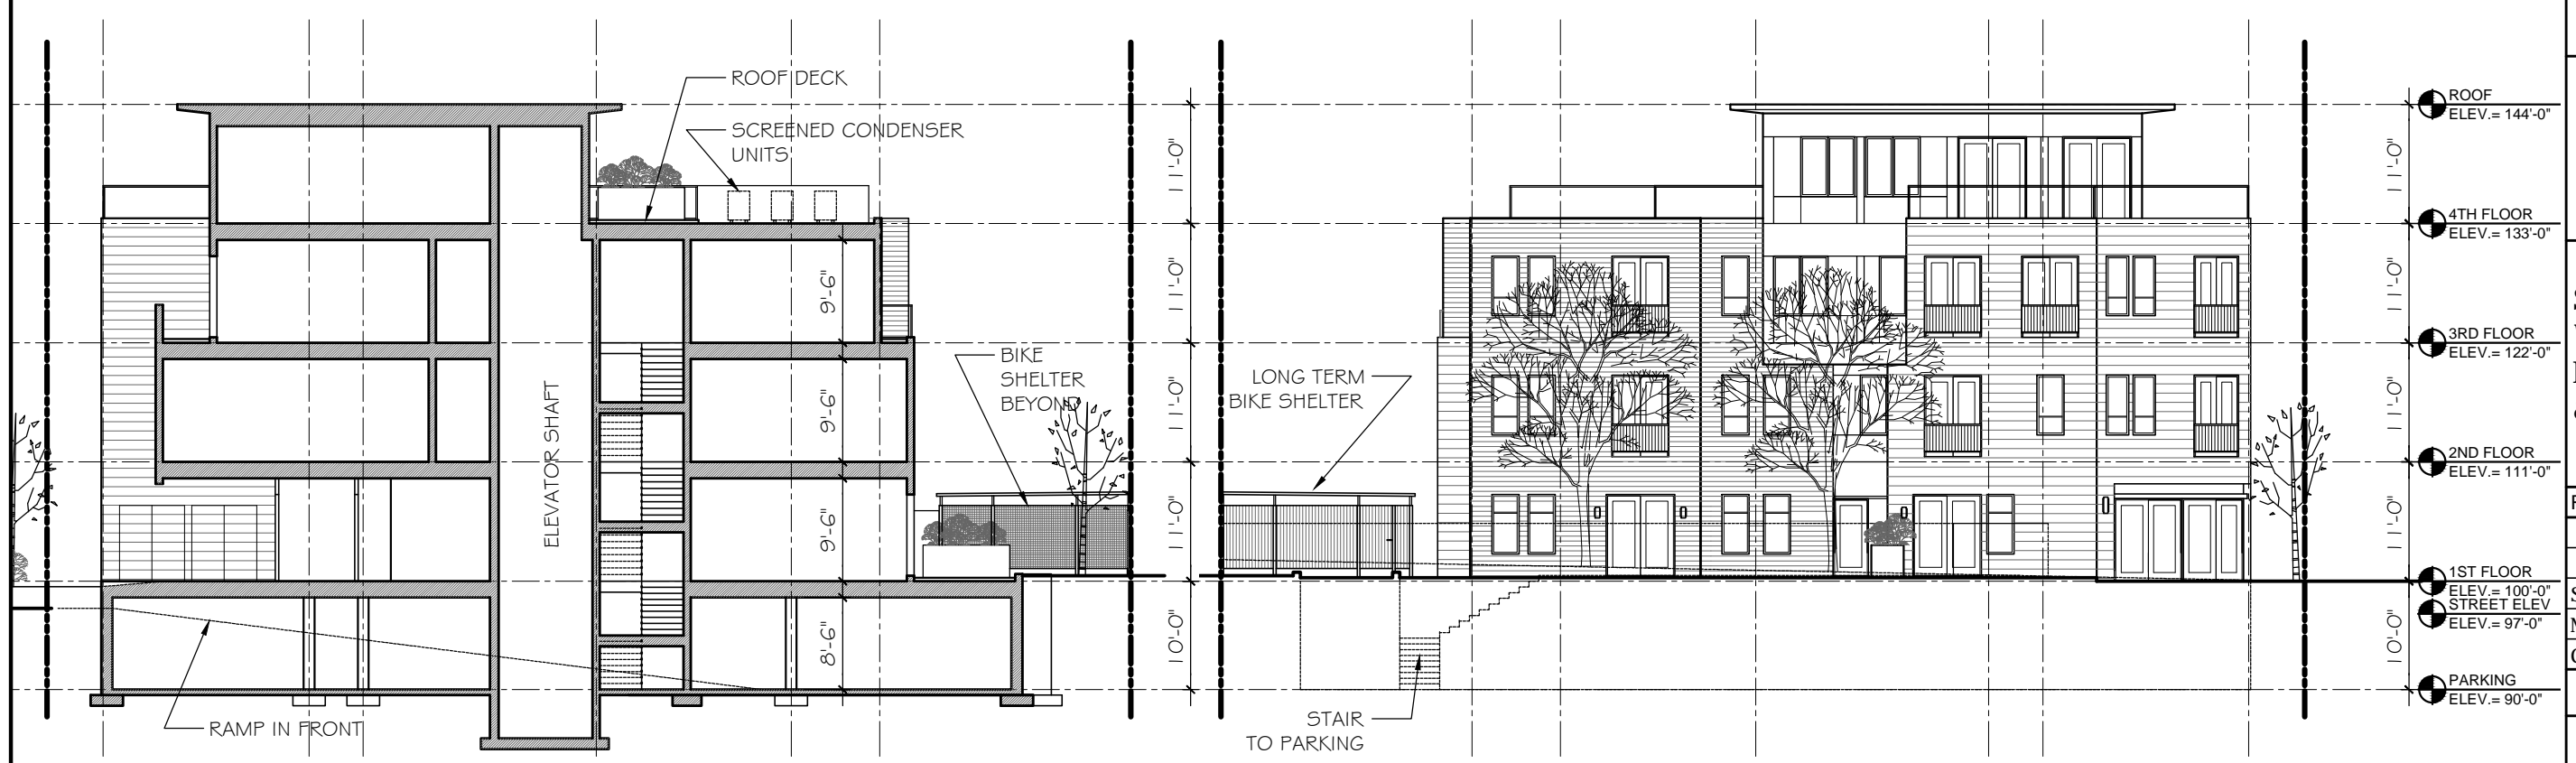 ROOF DECK
SCREENED CONDENSER
UNITS
ELEVATOR SHAFT
9'-6"
9'-6"
9'-6"
8'-6"
BIKE
SHELTER
BEYOND
RAMP IN FRONT
11'-0"
11'-0"
11'-0"
11'-0"
10'-0"
LONG TERM
BIKE SHELTER
STAIR
TO PARKING
11'-0"
11'-0"
11'-0"
11'-0"
10'-0"
ROOF
ELEV.= 144'-0"
4TH FLOOR
ELEV.= 133'-0"
3RD FLOOR
ELEV.= 122'-0"
2ND FLOOR
ELEV.= 111'-0"
1ST FLOOR
ELEV.= 100'-0"
STREET ELEV
ELEV.= 97'-0"
PARKING
ELEV.= 90'-0"